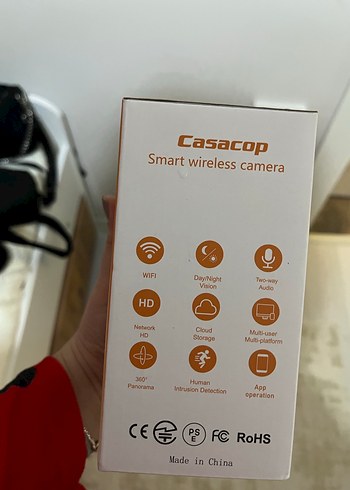 Casacop
Smart wireless camera
WIFI
Day/Night
Vision
Two-way
Audio
HD
Network
HD
Cloud
Storage
Multi-user
Multi-platform
360°
Panorama
Human
Intrusion Detection
App
operation
CE PSE FC RoHS
Made in China